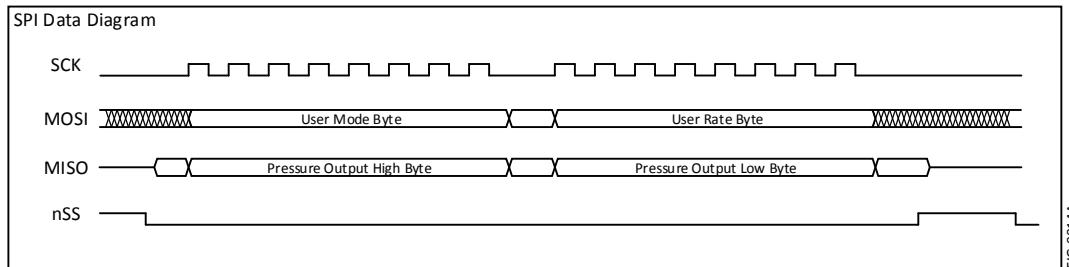 SPI Data Diagram
SCK
MOSI
User Mode Byte
User Rate Byte
MISO
Pressure Output High Byte
Pressure Output Low Byte
nSS